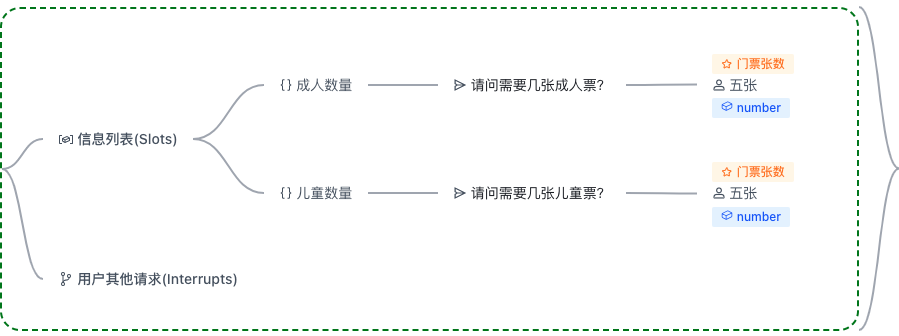 门票张数
{} 成人数量
请问需要几张成人票?
五张
number
信息列表(Slots)
门票张数
{} 儿童数量
请问需要几张儿童票?
五张
number
用户其他请求(Interrupts)